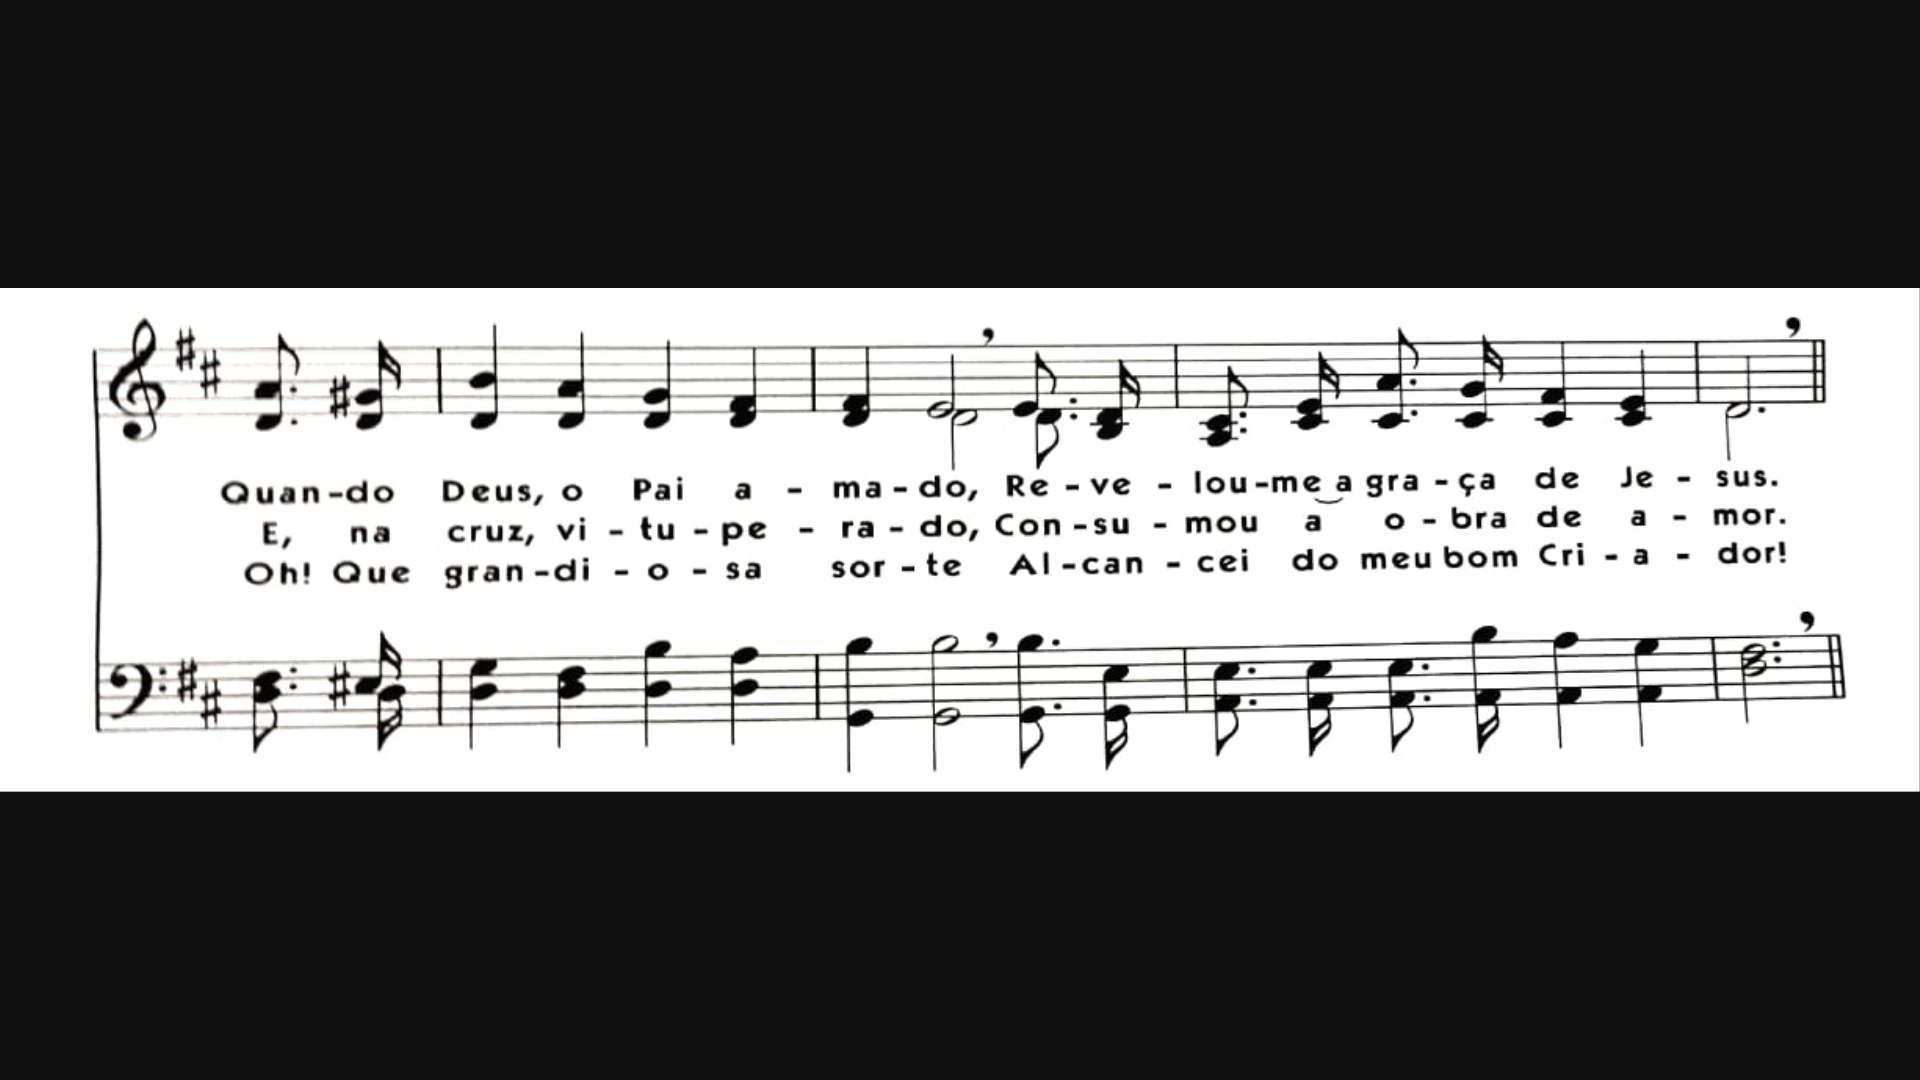 Quan-do Deus, o Pai a - ma-do, Re - ve - lou-me a gra - ça de Je - sus.
E, na cruz, vi - tu - pe - ra - do, Con - su - mou a o - bra de a - mor.
Oh! Que gran - di - o - sa sor - te Al - can - cei do meu bom Cri - a - dor!